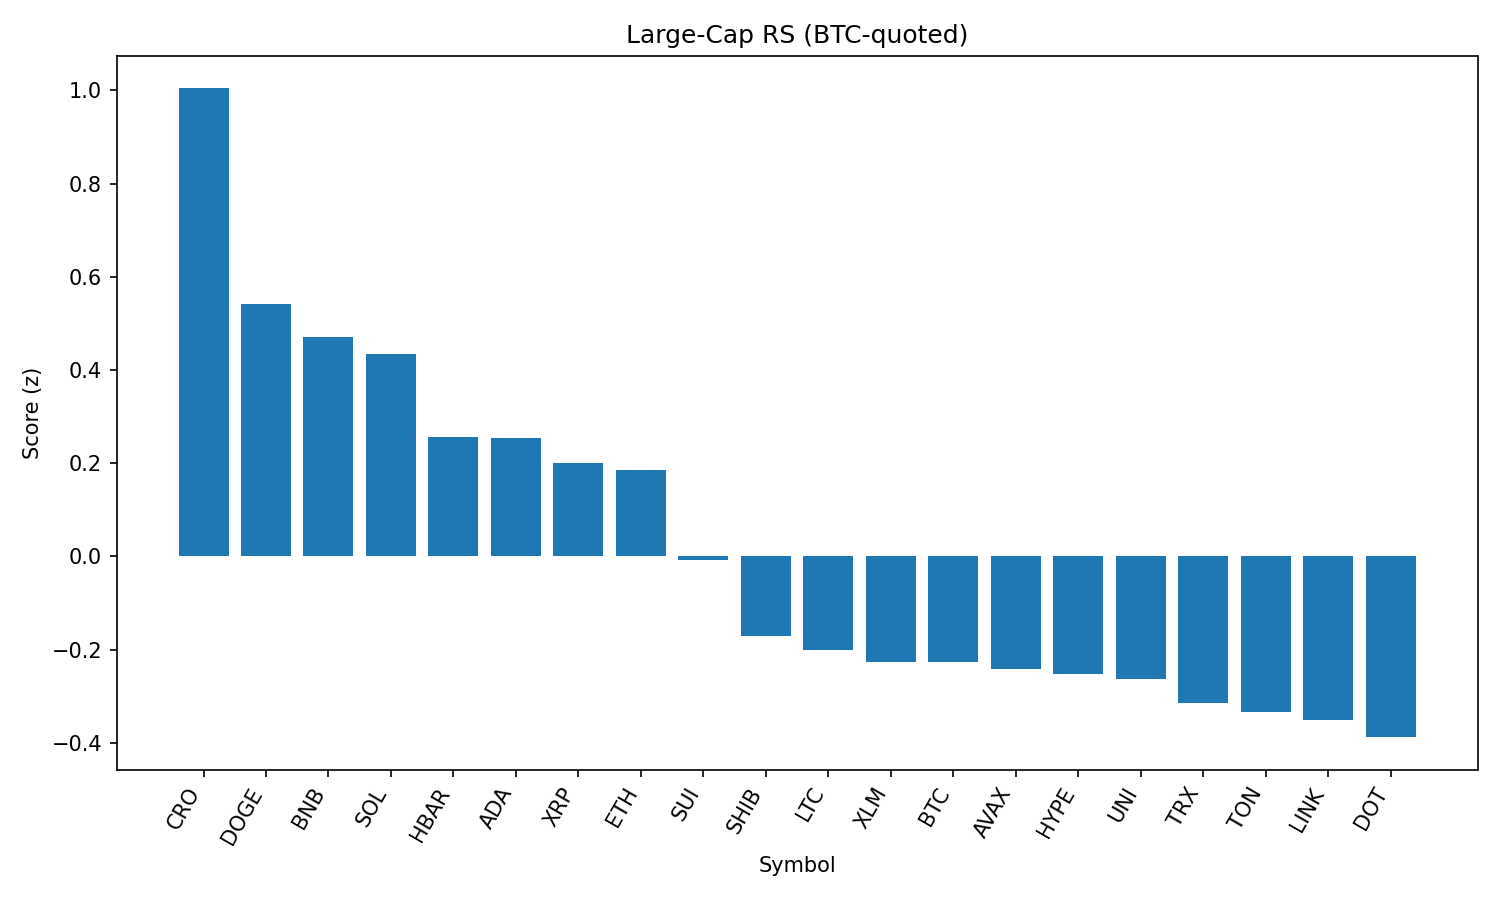 Large-Cap RS (BTC-quoted)
Score (z)
1.0
0.8
0.6
0.4
0.2
0.0
−0.2
−0.4
CRO
DOGE
BNB
SOL
HBAR
ADA
XRP
ETH
SUI
SHIB
LTC
XLM
BTC
AVAX
HYPE
UNI
TRX
TON
LINK
DOT
Symbol